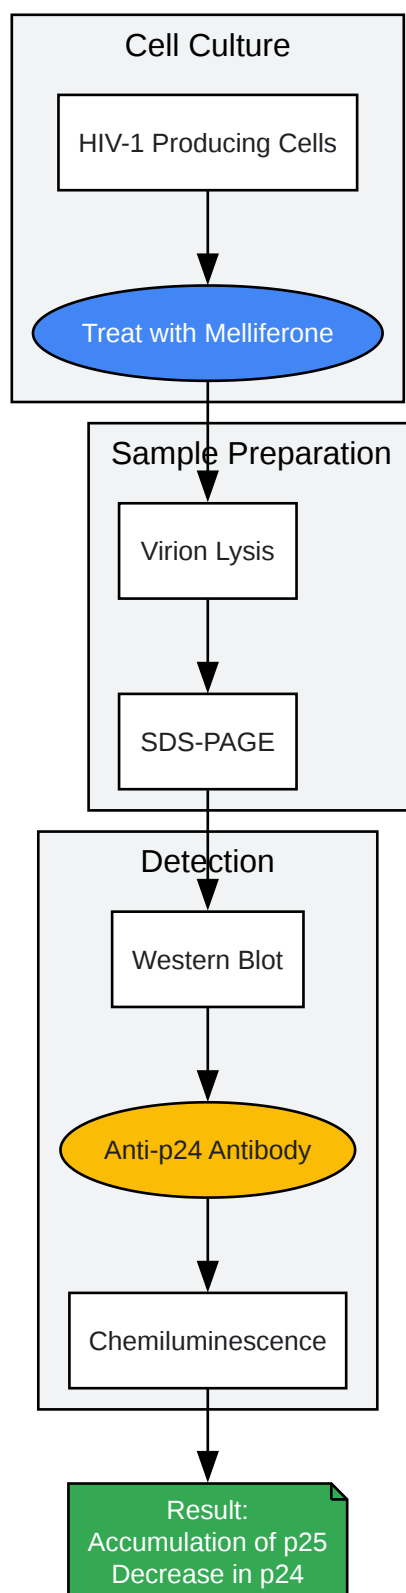 Cell Culture
HIV-1 Producing Cells
Treat with Melliferone
Sample Preparation
Virion Lysis
SDS-PAGE
Detection
Western Blot
Anti-p24 Antibody
Chemiluminescence
Result:
Accumulation of p25
Decrease in p24